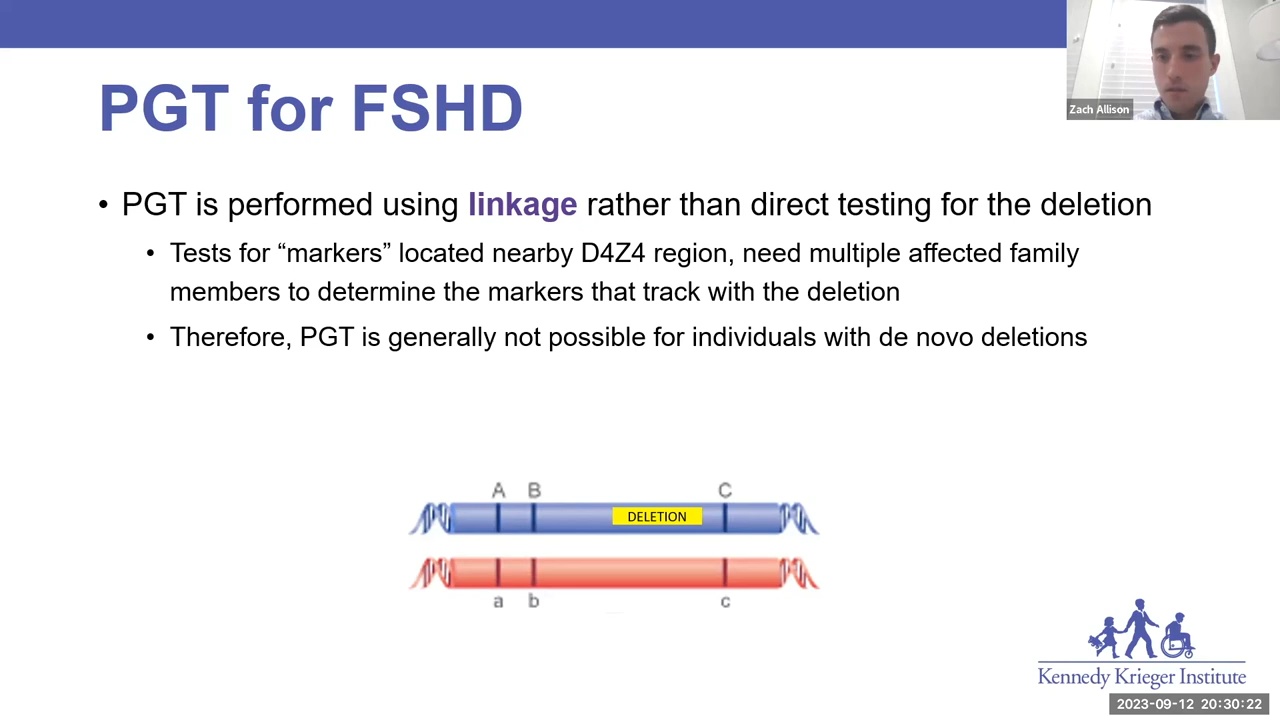 Zach Allison
PGT for FSHD
• PGT is performed using linkage rather than direct testing for the deletion
• Tests for “markers” located nearby D4Z4 region, need multiple affected family
members to determine the markers that track with the deletion
• Therefore, PGT is generally not possible for individuals with de novo deletions
A B C
DELETION
a b c
Kennedy Krieger Institute
2023-09-12 20:30:22